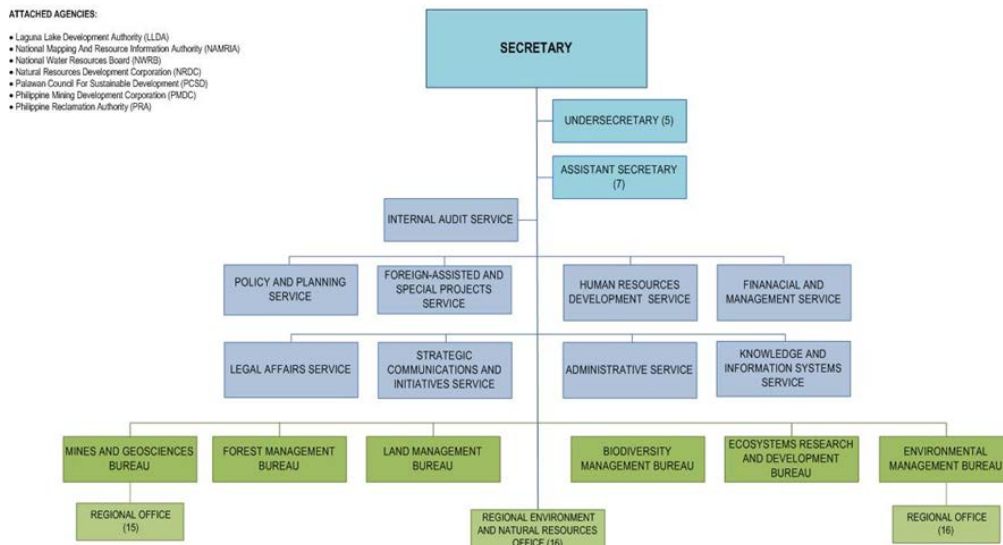 ATTACHED AGENCIES:
• Laguna Lake Development Authority (LLDA)
• National Mapping And Resource Information Authority (NAMRIA)
• National Water Resources Board (NWRB)
• Natural Resources Development Corporation (NRDC)
• Palawan Council For Sustainable Development (PCSD)
• Philippine Mining Development Corporation (PMDC)
• Philippine Reclamation Authority (PRA)
SECRETARY
UNDERSECRETARY (5)
ASSISTANT SECRETARY
(7)
INTERNAL AUDIT SERVICE
POLICY AND PLANNING
SERVICE
FOREIGN-ASSISTED AND
SPECIAL PROJECTS
SERVICE
HUMAN RESOURCES
DEVELOPMENT SERVICE
FINANACIAL AND
MANAGEMENT SERVICE
LEGAL AFFAIRS SERVICE
STRATEGIC
COMMUNICATIONS AND
INITIATIVES SERVICE
ADMINISTRATIVE SERVICE
KNOWLEDGE AND
INFORMATION SYSTEMS
SERVICE
MINES AND GEOSCIENCES
BUREAU
FOREST MANAGEMENT
BUREAU
LAND MANAGEMENT
BUREAU
BIODIVERSITY
MANAGEMENT BUREAU
ECOSYSTEMS RESEARCH
AND DEVELOPMENT
BUREAU
ENVIRONMENTAL
MANAGEMENT BUREAU
REGIONAL OFFICE
(15)
REGIONAL ENVIRONMENT
AND NATURAL RESOURCES
OFFICE (16)
REGIONAL OFFICE
(16)